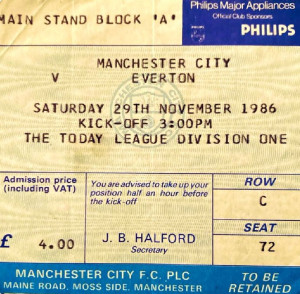 MAIN STAND BLOCK 'A'
Philips Major Appliances
Official Club Sponsors
PHILIPS
MANCHESTER CITY
V EVERTON
SATURDAY 29TH NOVEMBER 1986
KICK-OFF 3:00PM
THE TODAY LEAGUE DIVISION ONE
Admission price
(including VAT)
£ 4.00
You are advised to take up your
position half an hour before
the kick-off
J. B. HALFORD
Secretary
ROW
C
SEAT
72
MANCHESTER CITY F.C. PLC
MAINE ROAD, MOSS SIDE, MANCHESTER
TO BE
RETAINED